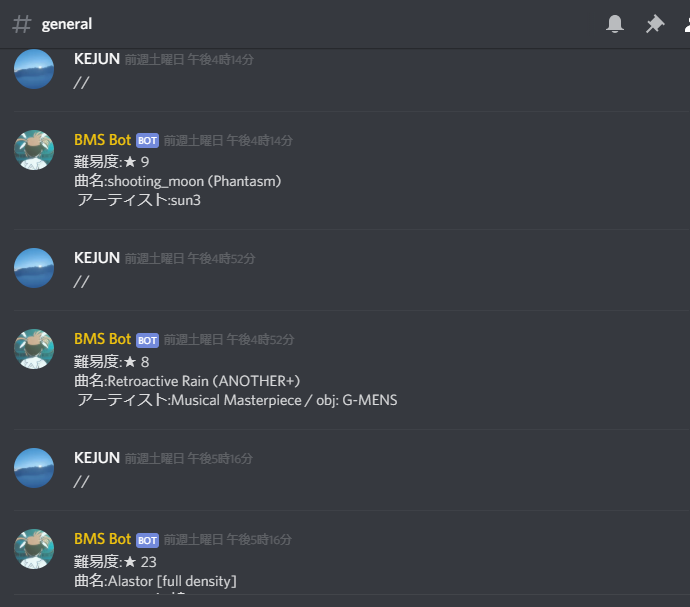 # general
KEJUN 前週土曜日 午後4時14分
//
BMS Bot BOT 前週土曜日 午後4時14分
難易度:★ 9
曲名:shooting_moon (Phantasm)
アーティスト:sun3
KEJUN 前週土曜日 午後4時52分
//
BMS Bot BOT 前週土曜日 午後4時52分
難易度:★ 8
曲名:Retroactive Rain (ANOTHER+)
アーティスト:Musical Masterpiece / obj: G-MENS
KEJUN 前週土曜日 午後5時16分
//
BMS Bot BOT 前週土曜日 午後5時16分
難易度:★ 23
曲名:Alastor [full density]